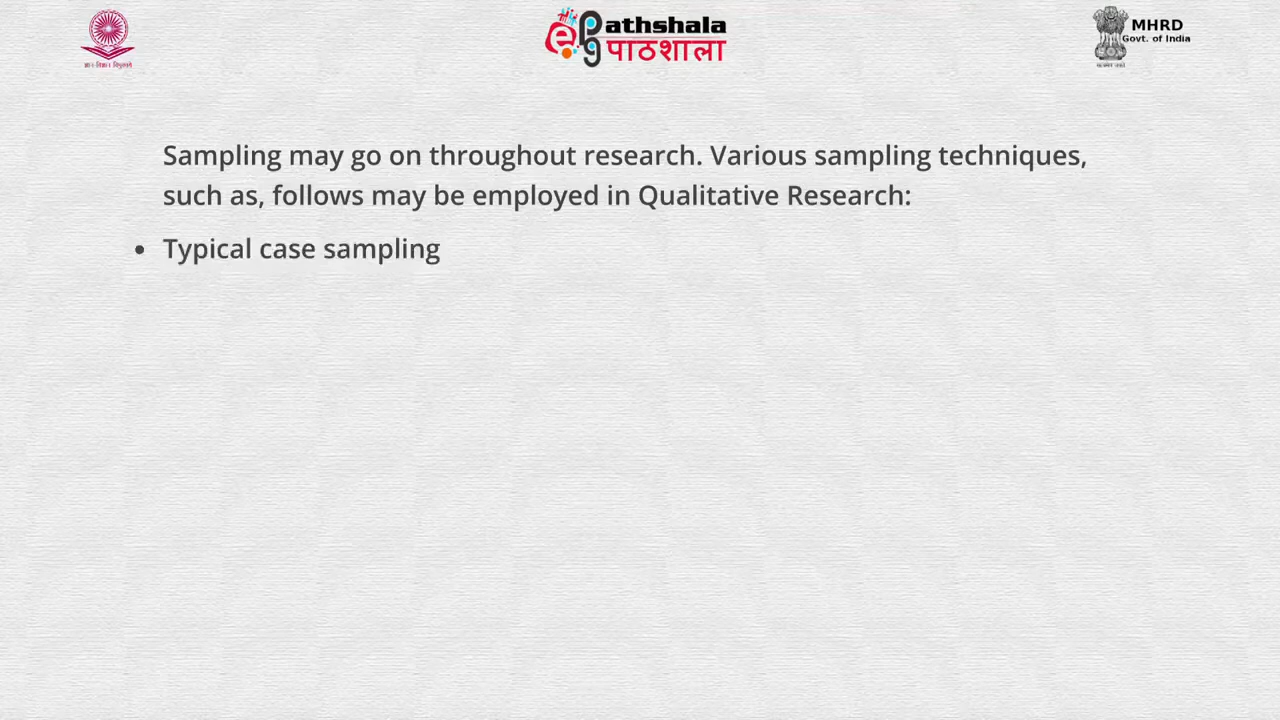 athshala
पाठशाला
MHRD
Govt. of India
Sampling may go on throughout research. Various sampling techniques,
such as, follows may be employed in Qualitative Research:
• Typical case sampling